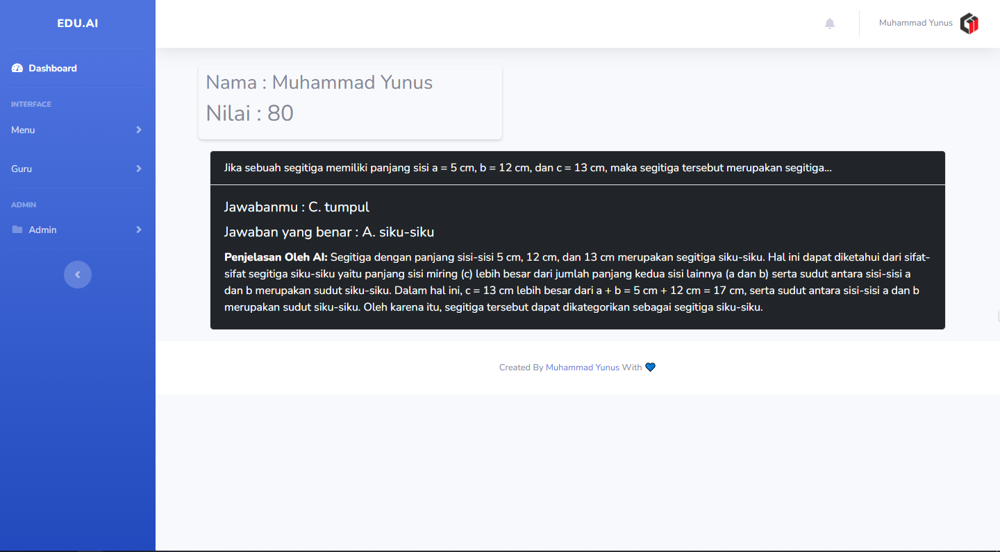 EDU.AI
Muhammad Yunus
Dashboard
INTERFACE
Menu
Guru
ADMIN
Admin
Nama : Muhammad Yunus
Nilai : 80
Jika sebuah segitiga memiliki panjang sisi a = 5 cm, b = 12 cm, dan c = 13 cm, maka segitiga tersebut merupakan segitiga...
Jawabanmu : C. tumpul
Jawaban yang benar : A. siku-siku
Penjelasan Oleh AI: Segitiga dengan panjang sisi-sisi 5 cm, 12 cm, dan 13 cm merupakan segitiga siku-siku. Hal ini dapat diketahui dari sifat-
sifat segitiga siku-siku yaitu panjang sisi miring (c) lebih besar dari jumlah panjang kedua sisi lainnya (a dan b) serta sudut antara sisi-sisi a
dan b merupakan sudut siku-siku. Dalam hal ini, c = 13 cm lebih besar dari a + b = 5 cm + 12 cm = 17 cm, serta sudut antara sisi-sisi a dan b
merupakan sudut siku-siku. Oleh karena itu, segitiga tersebut dapat dikategorikan sebagai segitiga siku-siku.
Created By Muhammad Yunus With 💙